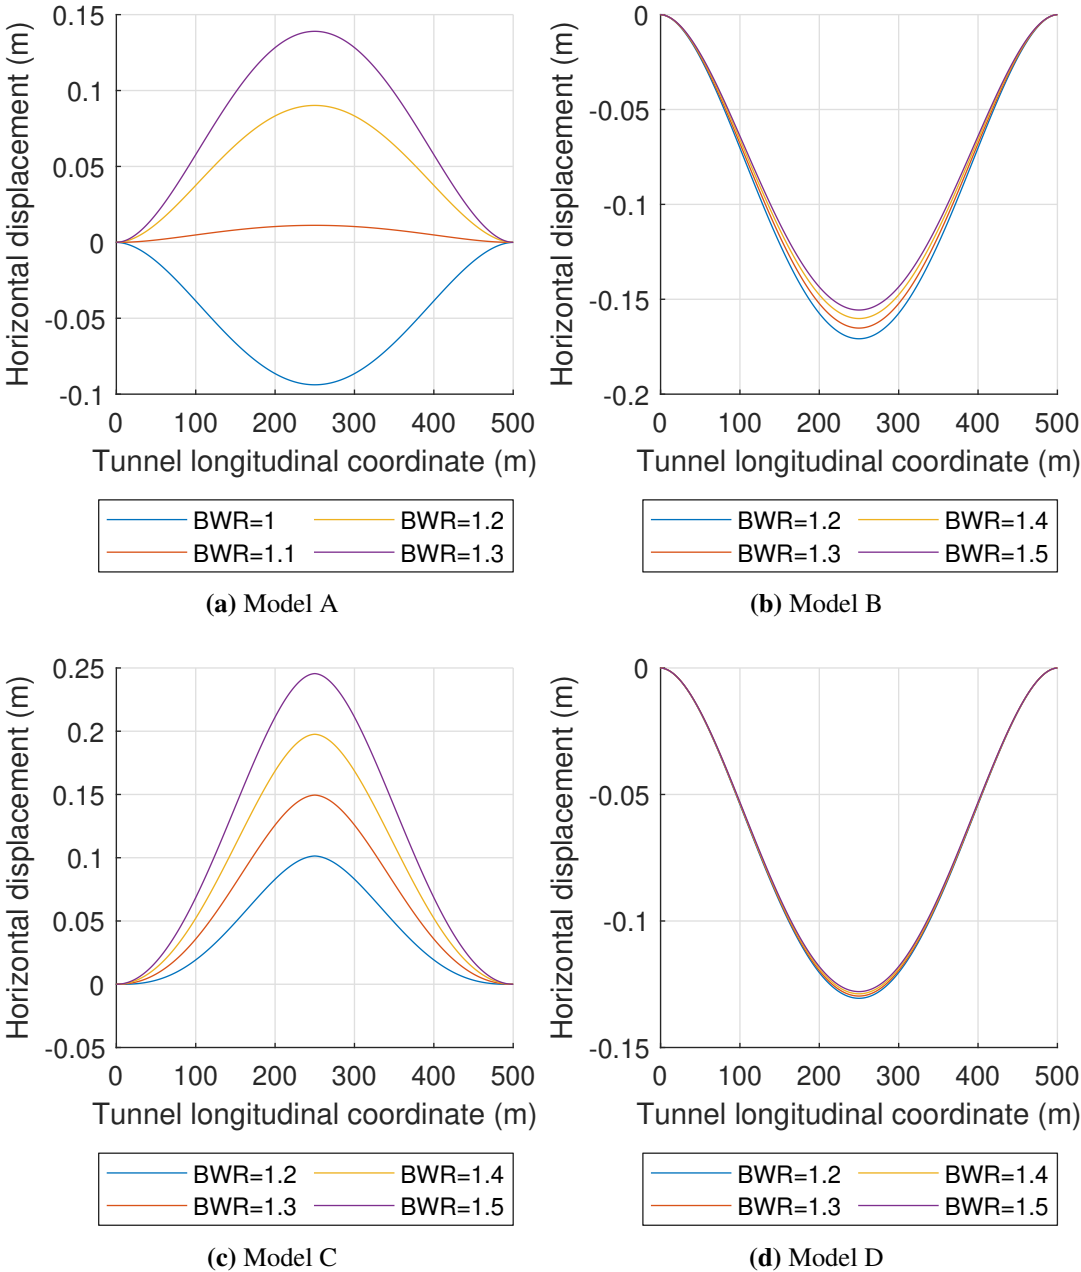 Horizontal displacement (m)
0.15
0.1
0.05
0
-0.05
-0.1
0 100 200 300 400 500
Tunnel longitudinal coordinate (m)
BWR=1 BWR=1.2
BWR=1.1 BWR=1.3
(a) Model A
Horizontal displacement (m)
0
-0.05
-0.1
-0.15
-0.2
0 100 200 300 400 500
Tunnel longitudinal coordinate (m)
BWR=1.2 BWR=1.4
BWR=1.3 BWR=1.5
(b) Model B
Horizontal displacement (m)
0.25
0.2
0.15
0.1
0.05
0
-0.05
0 100 200 300 400 500
Tunnel longitudinal coordinate (m)
BWR=1.2 BWR=1.4
BWR=1.3 BWR=1.5
(c) Model C
Horizontal displacement (m)
0
-0.05
-0.1
-0.15
0 100 200 300 400 500
Tunnel longitudinal coordinate (m)
BWR=1.2 BWR=1.4
BWR=1.3 BWR=1.5
(d) Model D